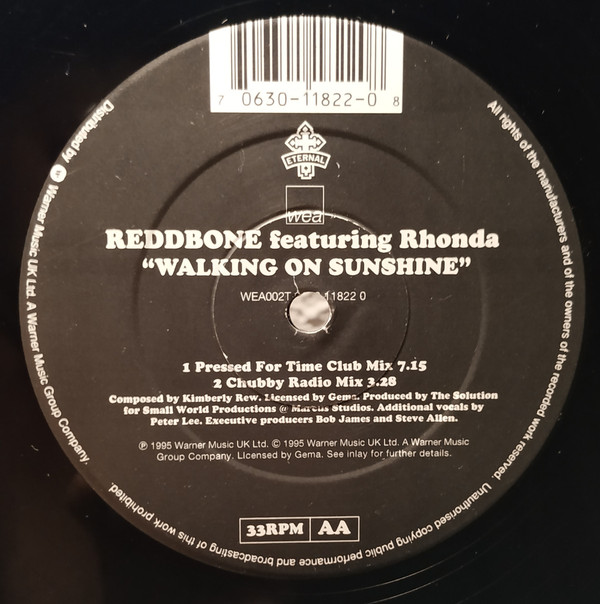 7 0630-11822-0 8
ETERNAL
wea
REDDBONE featuring Rhonda
“WALKING ON SUNSHINE”
WEA002T 11822 0
1 Pressed For Time Club Mix 7.15
2 Chubby Radio Mix 3.28
Composed by Kimberly Rew. Licensed by Gema. Produced by The Solution
for Small World Productions @ Marcus Studios. Additional vocals by
Peter Lee. Executive producers Bob James and Steve Allen.
℗ 1995 Warner Music UK Ltd. © 1995 Warner Music UK Ltd. A Warner Music
Group Company. Licensed by Gema. See inlay for further details.
33RPM AA
All rights of the manufacturers and of the owners of the recorded work reserved. Unauthorised copying public performance and broadcasting of this work prohibited.
Distributed by Warner Music UK Ltd. A Warner Music Group Company.